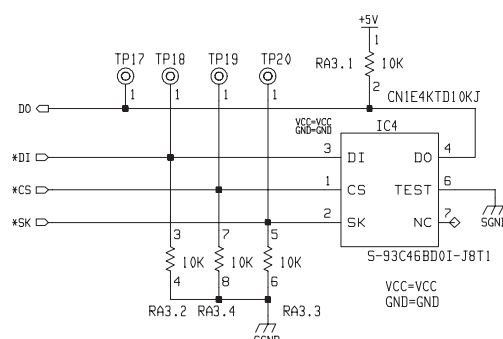 +5V
TP17 TP18 TP19 TP20
1
RA3.1 10K
2
1 1 1 1
CN1E4KTD10KJ
DO
VCC=VCC
GND=GND
IC4
*DI 3 DI DO 4
*CS 1 CS TEST 6
*SK 2 SK NC 7
SGND
3 7 5
10K 10K 10K
4 8 6
S-93C46BD0I-J8T1
VCC=VCC
GND=GND
RA3.2 RA3.4 RA3.3
SGND